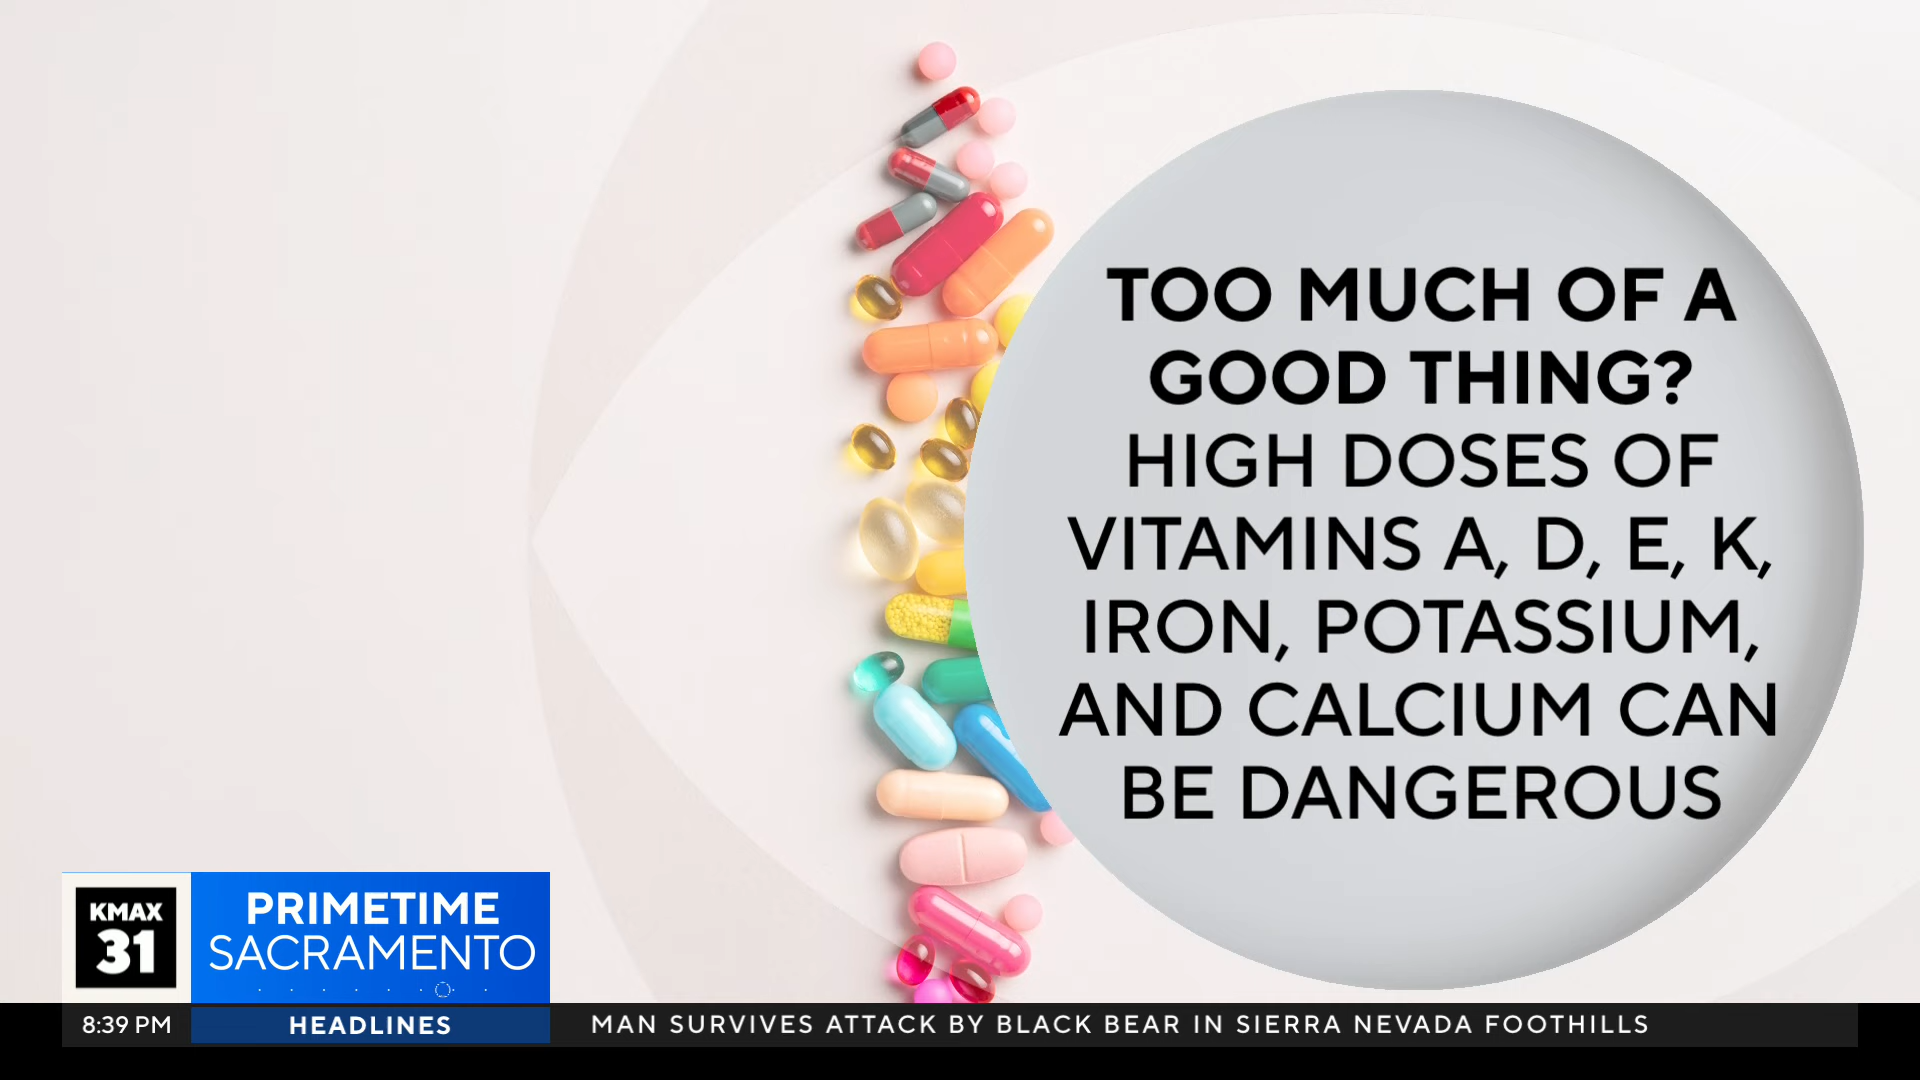 TOO MUCH OF A
GOOD THING?
HIGH DOSES OF
VITAMINS A, D, E, K,
IRON, POTASSIUM,
AND CALCIUM CAN
BE DANGEROUS
KMAX
31
PRIMETIME
SACRAMENTO
8:39 PM
HEADLINES
MAN SURVIVES ATTACK BY BLACK BEAR IN SIERRA NEVADA FOOTHILLS